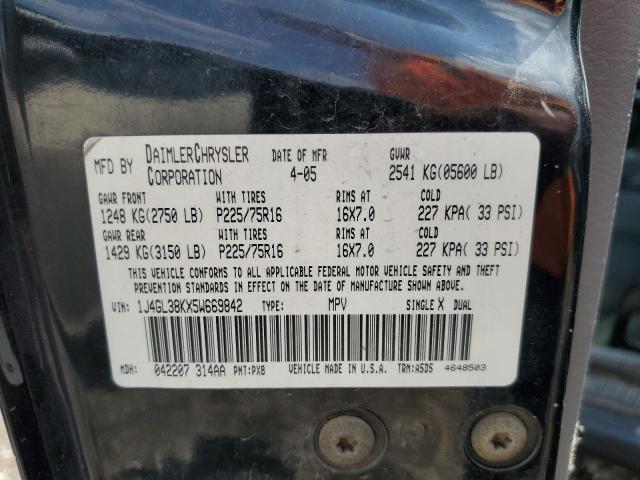 MFD BY DAIMLERCHRYSLER CORPORATION DATE OF MFR 4-05 GVWR 2541 KG(05600 LB)
GAWR FRONT WITH TIRES RIMS AT COLD
1248 KG(2750 LB) P225/75R16 16X7.0 227 KPA( 33 PSI)
GAWR REAR WITH TIRES RIMS AT COLD
1429 KG(3150 LB) P225/75R16 16X7.0 227 KPA( 33 PSI)
THIS VEHICLE CONFORMS TO ALL APPLICABLE FEDERAL MOTOR VEHICLE SAFETY AND THEFT
PREVENTION STANDARDS IN EFFECT ON THE DATE OF MANUFACTURE SHOWN ABOVE.
VIN: 1J4GL38KX5W669842 TYPE: MPV SINGLE X DUAL
MDH: 042207 314AA PNT:PX8 VEHICLE MADE IN U.S.A. TRM:A5DS 4648503